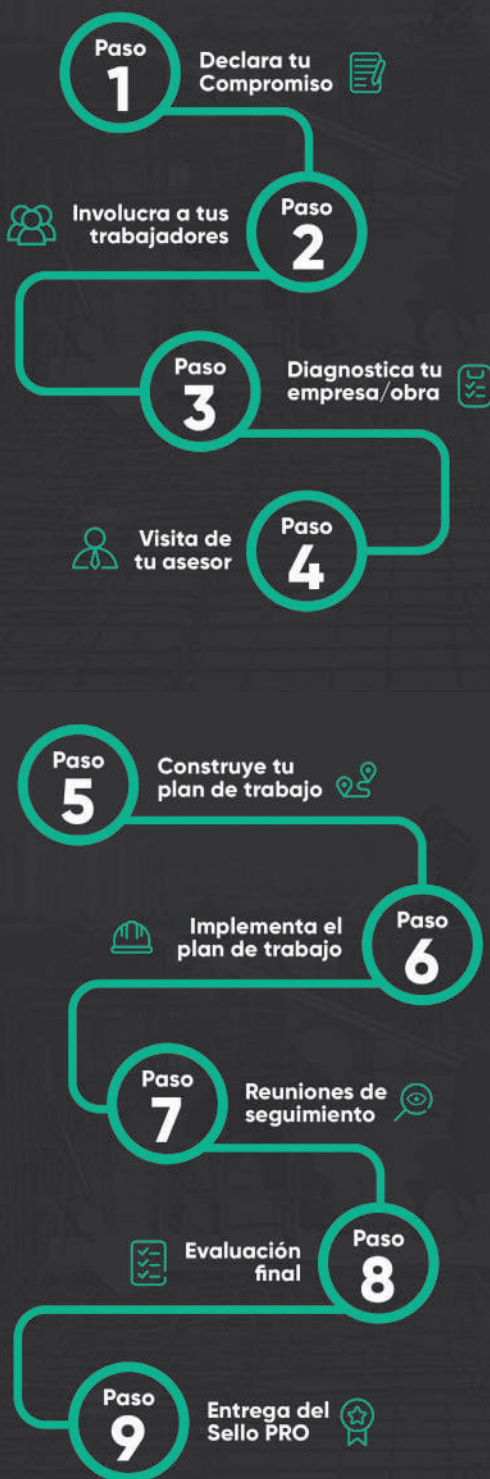 Paso
1
Declara tu
Compromiso
Involucra a tus
trabajadores
Paso
2
Paso
3
Diagnostica tu
empresa/obra
Visita de
tu asesor
Paso
4
Paso
5
Construye tu
plan de trabajo
Implementa el
plan de trabajo
Paso
6
Paso
7
Reuniones de
seguimiento
Evaluación
final
Paso
8
Paso
9
Entrega del
Sello PRO